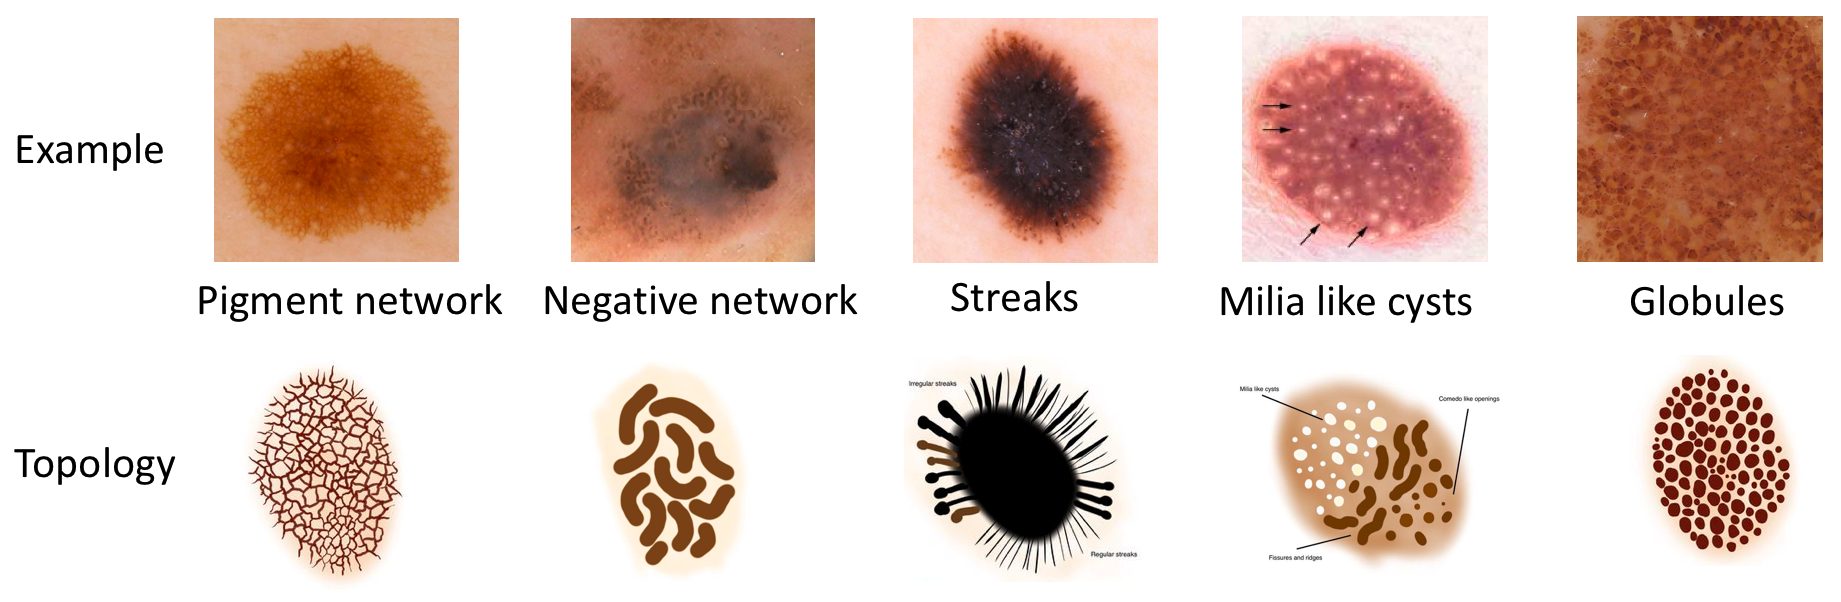 Example
Pigment network
Negative network
Streaks
Milia like cysts
Globules
Topology
Irregular streaks
Regular streaks
Milia like cysts
Comedo like openings
Fissures and ridges